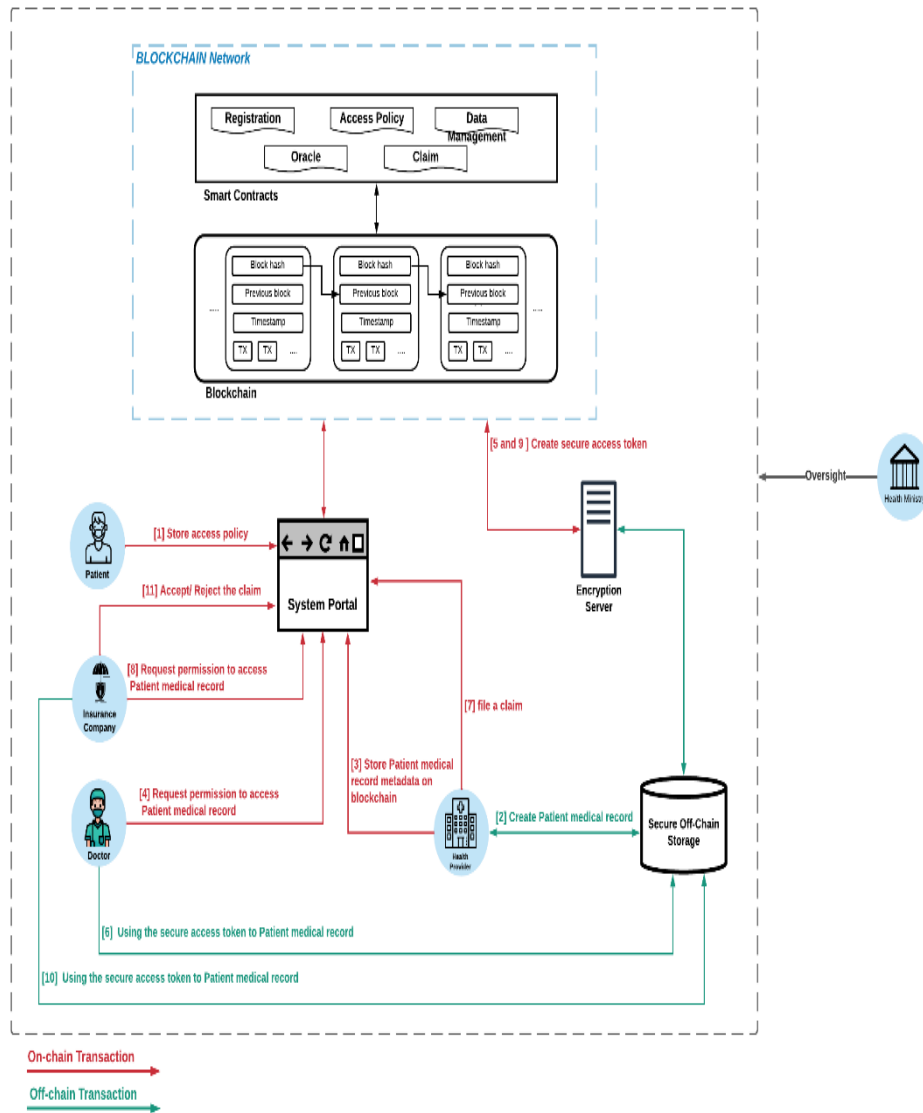 BLOCKCHAIN Network
Registration
Access Policy
Data
Management
Oracle
Claim
Smart Contracts
Block hash
Block hash
Block hash
Previous block
Previous block
Previous block
.....
.....
Timestamp
Timestamp
Timestamp
TX
TX
....
TX
TX
....
TX
TX
....
Blockchain
[5 and 9 ] Create secure access token
Oversight
Health Ministry
[1] Store access policy
Patient
[11] Accept/ Reject the claim
System Portal
Encryption
Server
[8] Request permission to access
Patient medical record
Insurance
Company
[7] file a claim
[3] Store Patient medical
record metadata on
blockchain
[4] Request permission to access
Patient medical record
Doctor
[2] Create Patient medical record
Health
Provider
Secure Off-Chain
Storage
[6] Using the secure access token to Patient medical record
[10] Using the secure access token to Patient medical record
On-chain Transaction
Off-chain Transaction